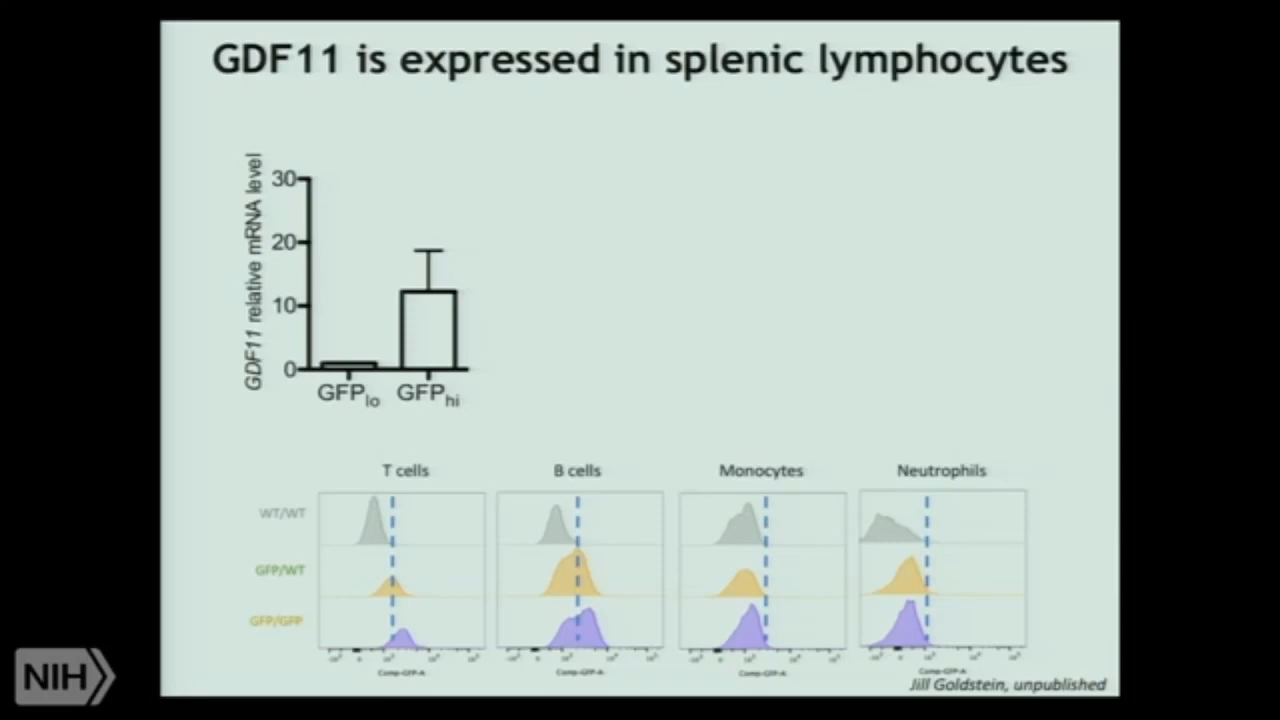 GDF11 is expressed in splenic lymphocytes
GDF11 relative mRNA level
30
20
10
0
GFPlo GFPhi
T cells B cells Monocytes Neutrophils
WT/WT
GFP/WT
GFP/GFP
Comp-GFP-A Comp-GFP-A Comp-GFP-A Comp-GFP-A
Jill Goldstein, unpublished
NIH